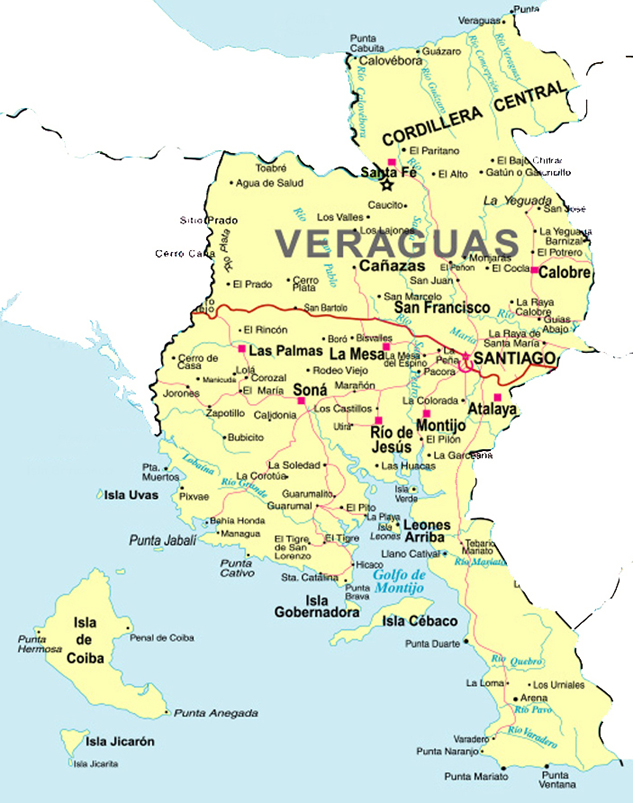 Punta
Veraguas
Punta
Cabuita
Guázaro
Calovébora
Río Calovébora
Río Guázaro
Río Concepción
Río Veraguas
CORDILLERA CENTRAL
El Paritano
Santa Fé
Río
El Bajo Chitra
El Alto
Gatún o Gatuncillo
Toabré
Agua de Salud
Caucito
La Yeguada
San José
Sitio Prado
Río
Los Valles
Los Lajones
La Yeguada
Barnizal
VERAGUAS
Cerro Caña
Río Plata
San Pablo
Cañazas
Mojarás
El Peñon
El Cocla
El Potrero
Calobre
El Prado
Cerro
Plata
San Juan
San Marcelo
San Francisco
La Raya
Calobre
San Bartolo
Río
Río
Guias
Abajo
El Rincón
María
La Raya de
Santa María
Boró
Bisvalles
Las Palmas
La Mesa
La Mesa
del Espino
La
Peña
SANTIAGO
Cerro de
Casa
Lolá
Rodeo Viejo
Pacora
San Pedro
Manicuda
Corozal
Jorones
El María
Soná
Marañón
La Colorada
Atalaya
Zapotillo
Calidonia
Los Castillos
Montijo
Utira
Río de
Jesús
Bubicito
El Pilón
La Garceana
Lobaina
Pta.
Muertos
La Soledad
Las Huacas
La Corotúa
Río Grande
Isla Uvas
Pixvae
Guarumalito
Isla
Verde
Guarumal
El Pito
Bahía Honda
La Playa
Isla
Leones
Leones
Arriba
Punta Jabalí
Managua
El Tigre
de San
Lorenzo
El Tigre
Tebario
Mariato
Llano Catival
Punta
Cativo
Hicaco
Río Mariato
Sta. Catalina
Golfo de
Montijo
Punta
Brava
Isla
Gobernadora
Isla
de
Coiba
Isla Cébaco
Punta
Hermosa
Penal de Coiba
Punta Duarte
Río Quebro
La Loma
Los Urniales
Arena
Punta Anegada
Río Pavo
Isla Jicarón
Río Varadero
Varadero
Punta Naranjo
Isla Jicarita
Punta Mariato
Punta
Ventana